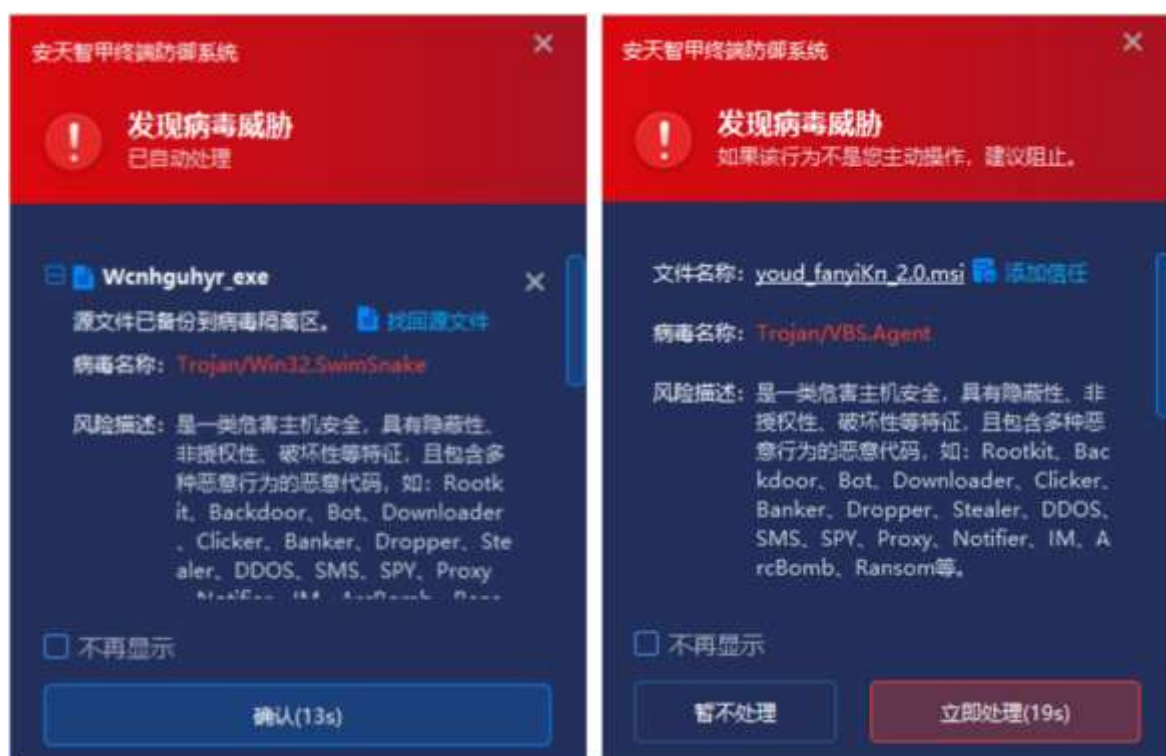 安天智甲终端防御系统
发现病毒威胁
已自动处理
Wcnhguhyr_exe
源文件已备份到病毒隔离区。 找回源文件
病毒名称： Trojan/Win32.SwimSnake
风险描述： 是一类危害主机安全，具有隐蔽性、
非授权性、破坏性等特征，且包含多
种恶意行为的恶意代码，如：Rootk
it、Backdoor、Bot、Downloader
、Clicker、Banker、Dropper、Ste
aler、DDOS、SMS、SPY、Proxy
不再显示
确认(13s)
安天智甲终端防御系统
发现病毒威胁
如果该行为不是您主动操作，建议阻止。
文件名称： youd_fanyiKn_2.0.msi 添加信任
病毒名称： Trojan/VBS.Agent
风险描述： 是一类危害主机安全，具有隐蔽性、非
授权性、破坏性等特征，且包含多种恶
意行为的恶意代码，如：Rootkit、Bac
kdoor、Bot、Downloader、Clicker、
Banker、Dropper、Stealer、DDOS、
SMS、SPY、Proxy、Notifier、IM、A
rcBomb、Ransom等。
不再显示
暂不处理
立即处理(19s)